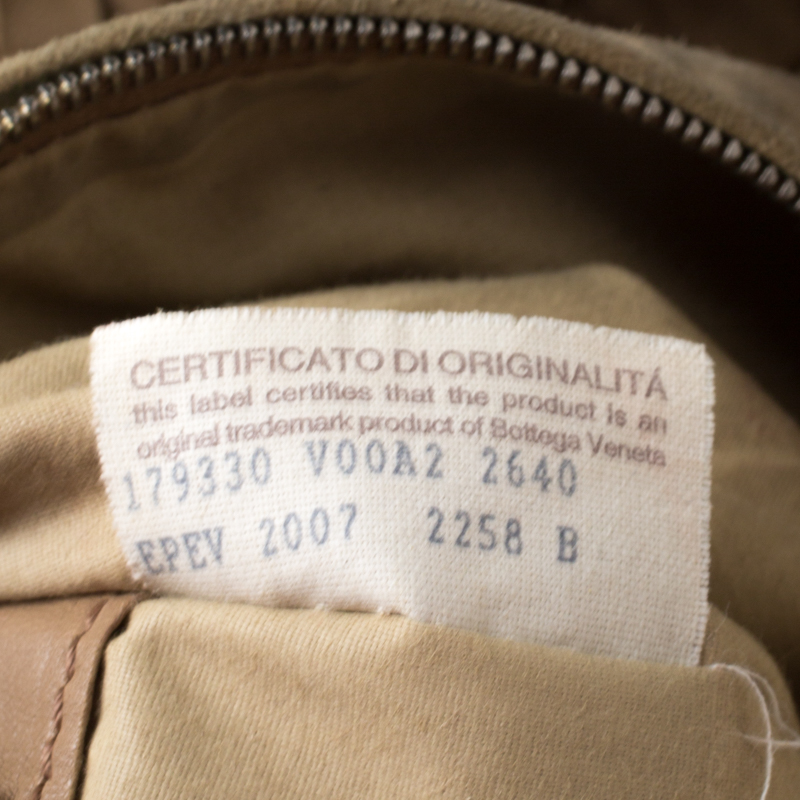 CERTIFICATO DI ORIGINALITÁ
this label certifies that the product is an
original trademark product of Bottega Veneta
179330 V00A2 2640
EPEV 2007 2258 B